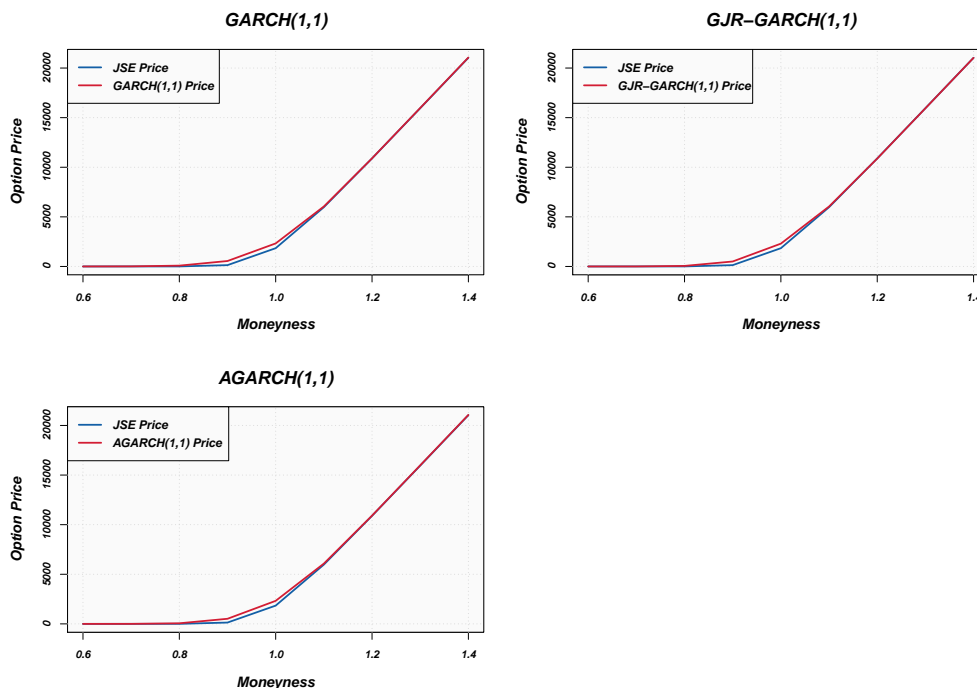 GARCH(1,1)
JSE Price
GARCH(1,1) Price
Option Price
0 5000 10000 15000 20000
0.6 0.8 1.0 1.2 1.4
Moneyness
GJR−GARCH(1,1)
JSE Price
GJR−GARCH(1,1) Price
Option Price
0 5000 10000 15000 20000
0.6 0.8 1.0 1.2 1.4
Moneyness
AGARCH(1,1)
JSE Price
AGARCH(1,1) Price
Option Price
0 5000 10000 15000 20000
0.6 0.8 1.0 1.2 1.4
Moneyness